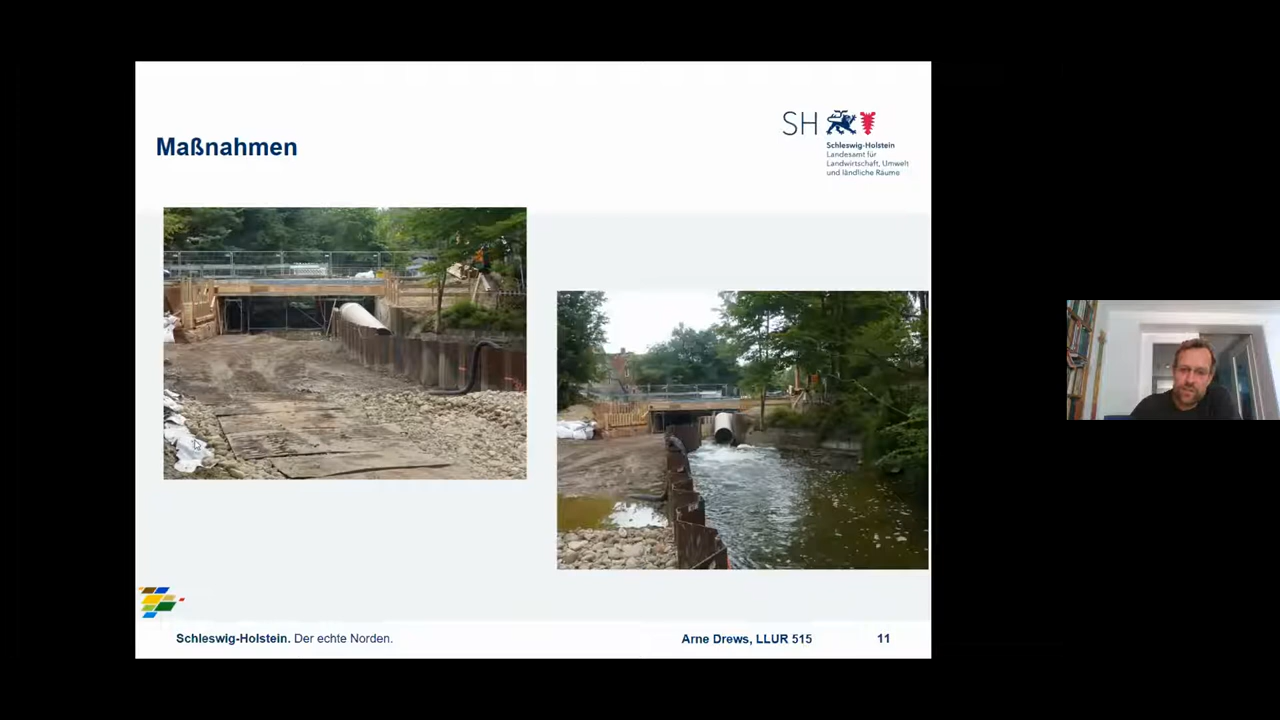 Maßnahmen
SH
Schleswig-Holstein
Landesamt für
Landwirtschaft, Umwelt
und ländliche Räume
Schleswig-Holstein. Der echte Norden.
Arne Drews, LLUR 515
11